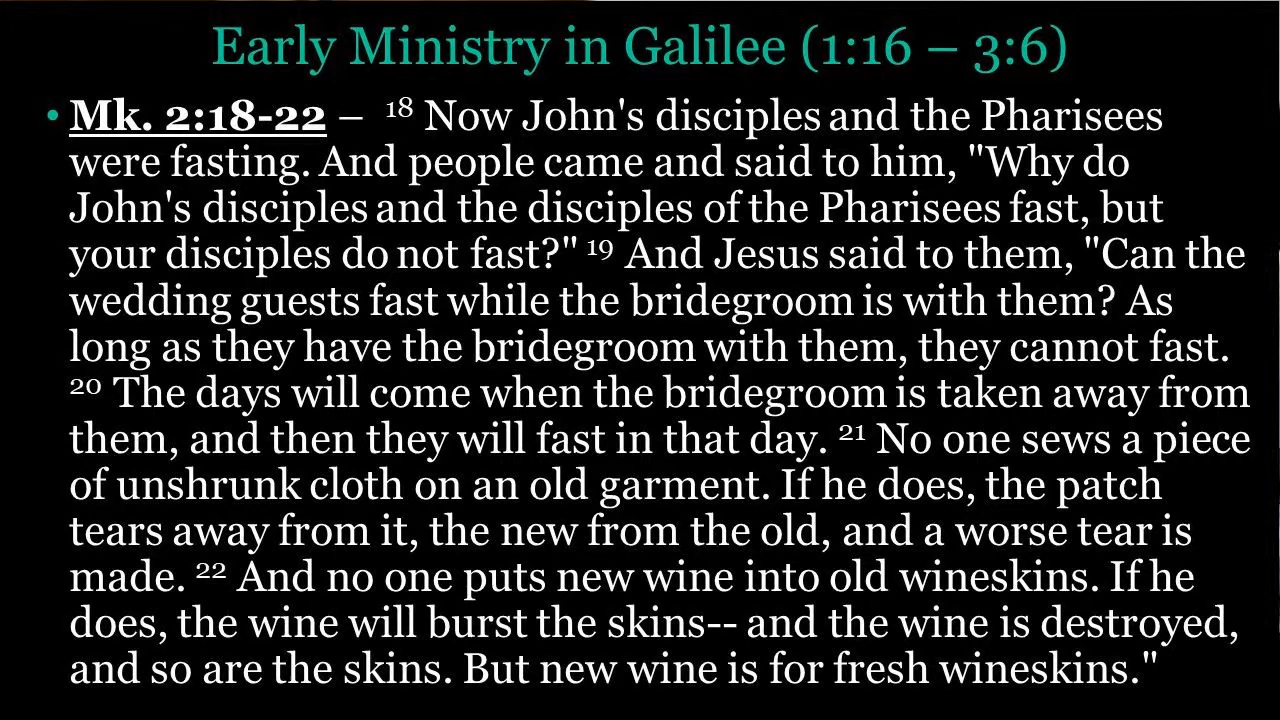 Early Ministry in Galilee (1:16 – 3:6)
• Mk. 2:18-22 – 18 Now John's disciples and the Pharisees
were fasting. And people came and said to him, "Why do
John's disciples and the disciples of the Pharisees fast, but
your disciples do not fast?" 19 And Jesus said to them, "Can the
wedding guests fast while the bridegroom is with them? As
long as they have the bridegroom with them, they cannot fast.
20 The days will come when the bridegroom is taken away from
them, and then they will fast in that day. 21 No one sews a piece
of unshrunk cloth on an old garment. If he does, the patch
tears away from it, the new from the old, and a worse tear is
made. 22 And no one puts new wine into old wineskins. If he
does, the wine will burst the skins-- and the wine is destroyed,
and so are the skins. But new wine is for fresh wineskins."